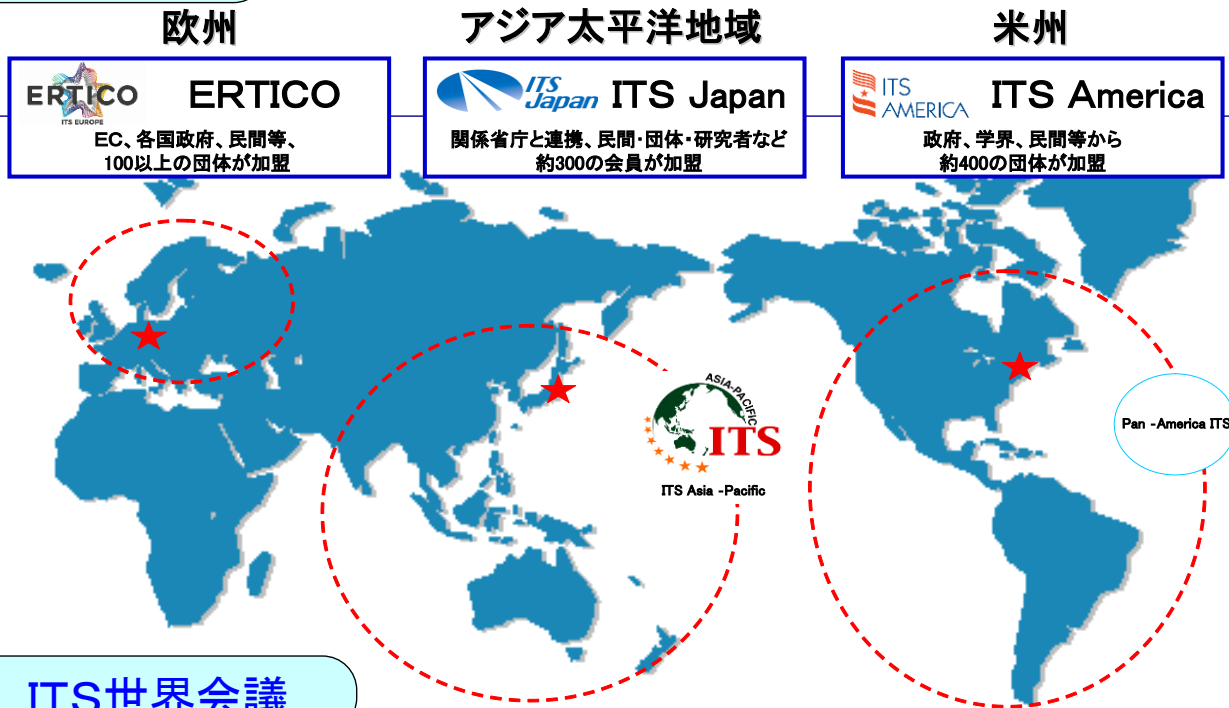 欧州
アジア太平洋地域
米州
ERTICO
ITS EUROPE
ERTICO
EC、各国政府、民間等、
100以上の団体が加盟
ITS
Japan
ITS Japan
関係省庁と連携、民間・団体・研究者など
約300の会員が加盟
ITS
AMERICA
ITS America
政府、学界、民間等から
約400の団体が加盟
ASIA-PACIFIC
ITS
ITS Asia -Pacific
Pan -America ITS
ITS世界会議